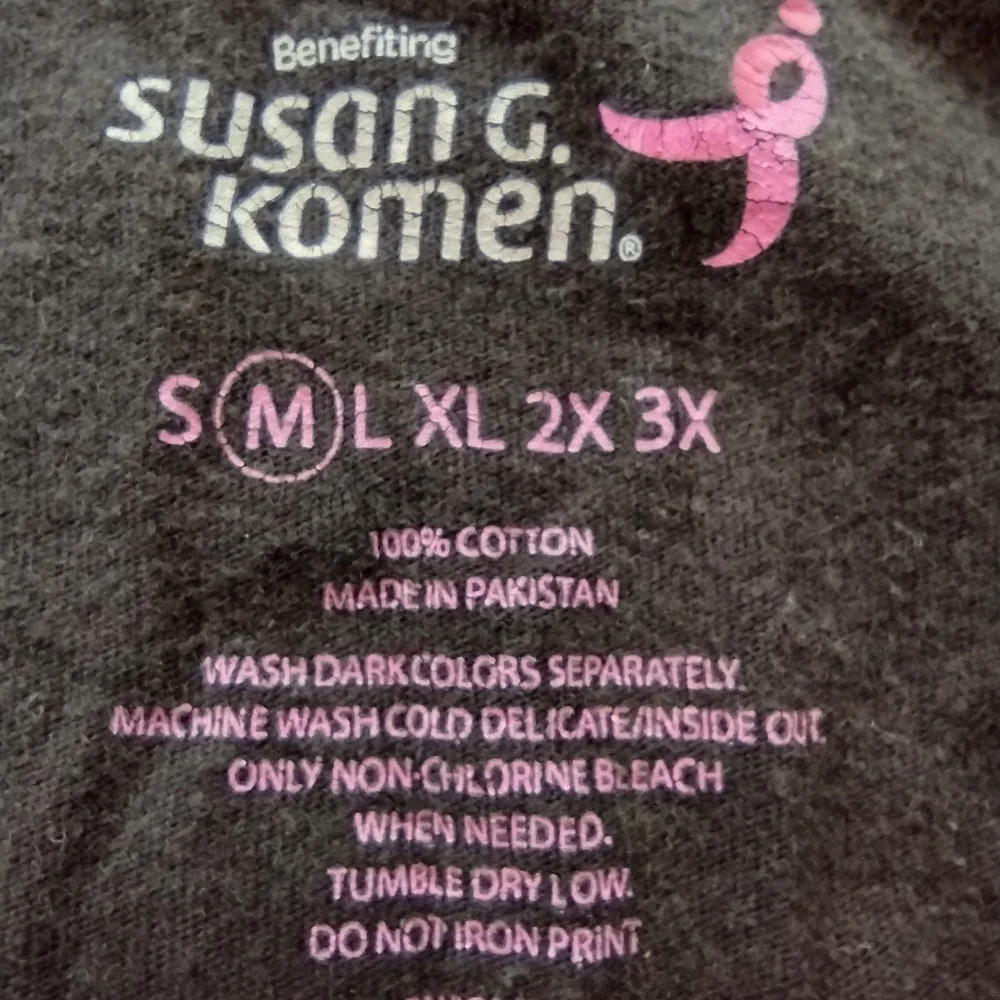 Benefiting
susan G.
komen.®
S M L XL 2X 3X
100% COTTON
MADE IN PAKISTAN
WASH DARK COLORS SEPARATELY.
MACHINE WASH COLD DELICATE/INSIDE OUT.
ONLY NON-CHLORINE BLEACH
WHEN NEEDED.
TUMBLE DRY LOW.
DO NOT IRON PRINT.